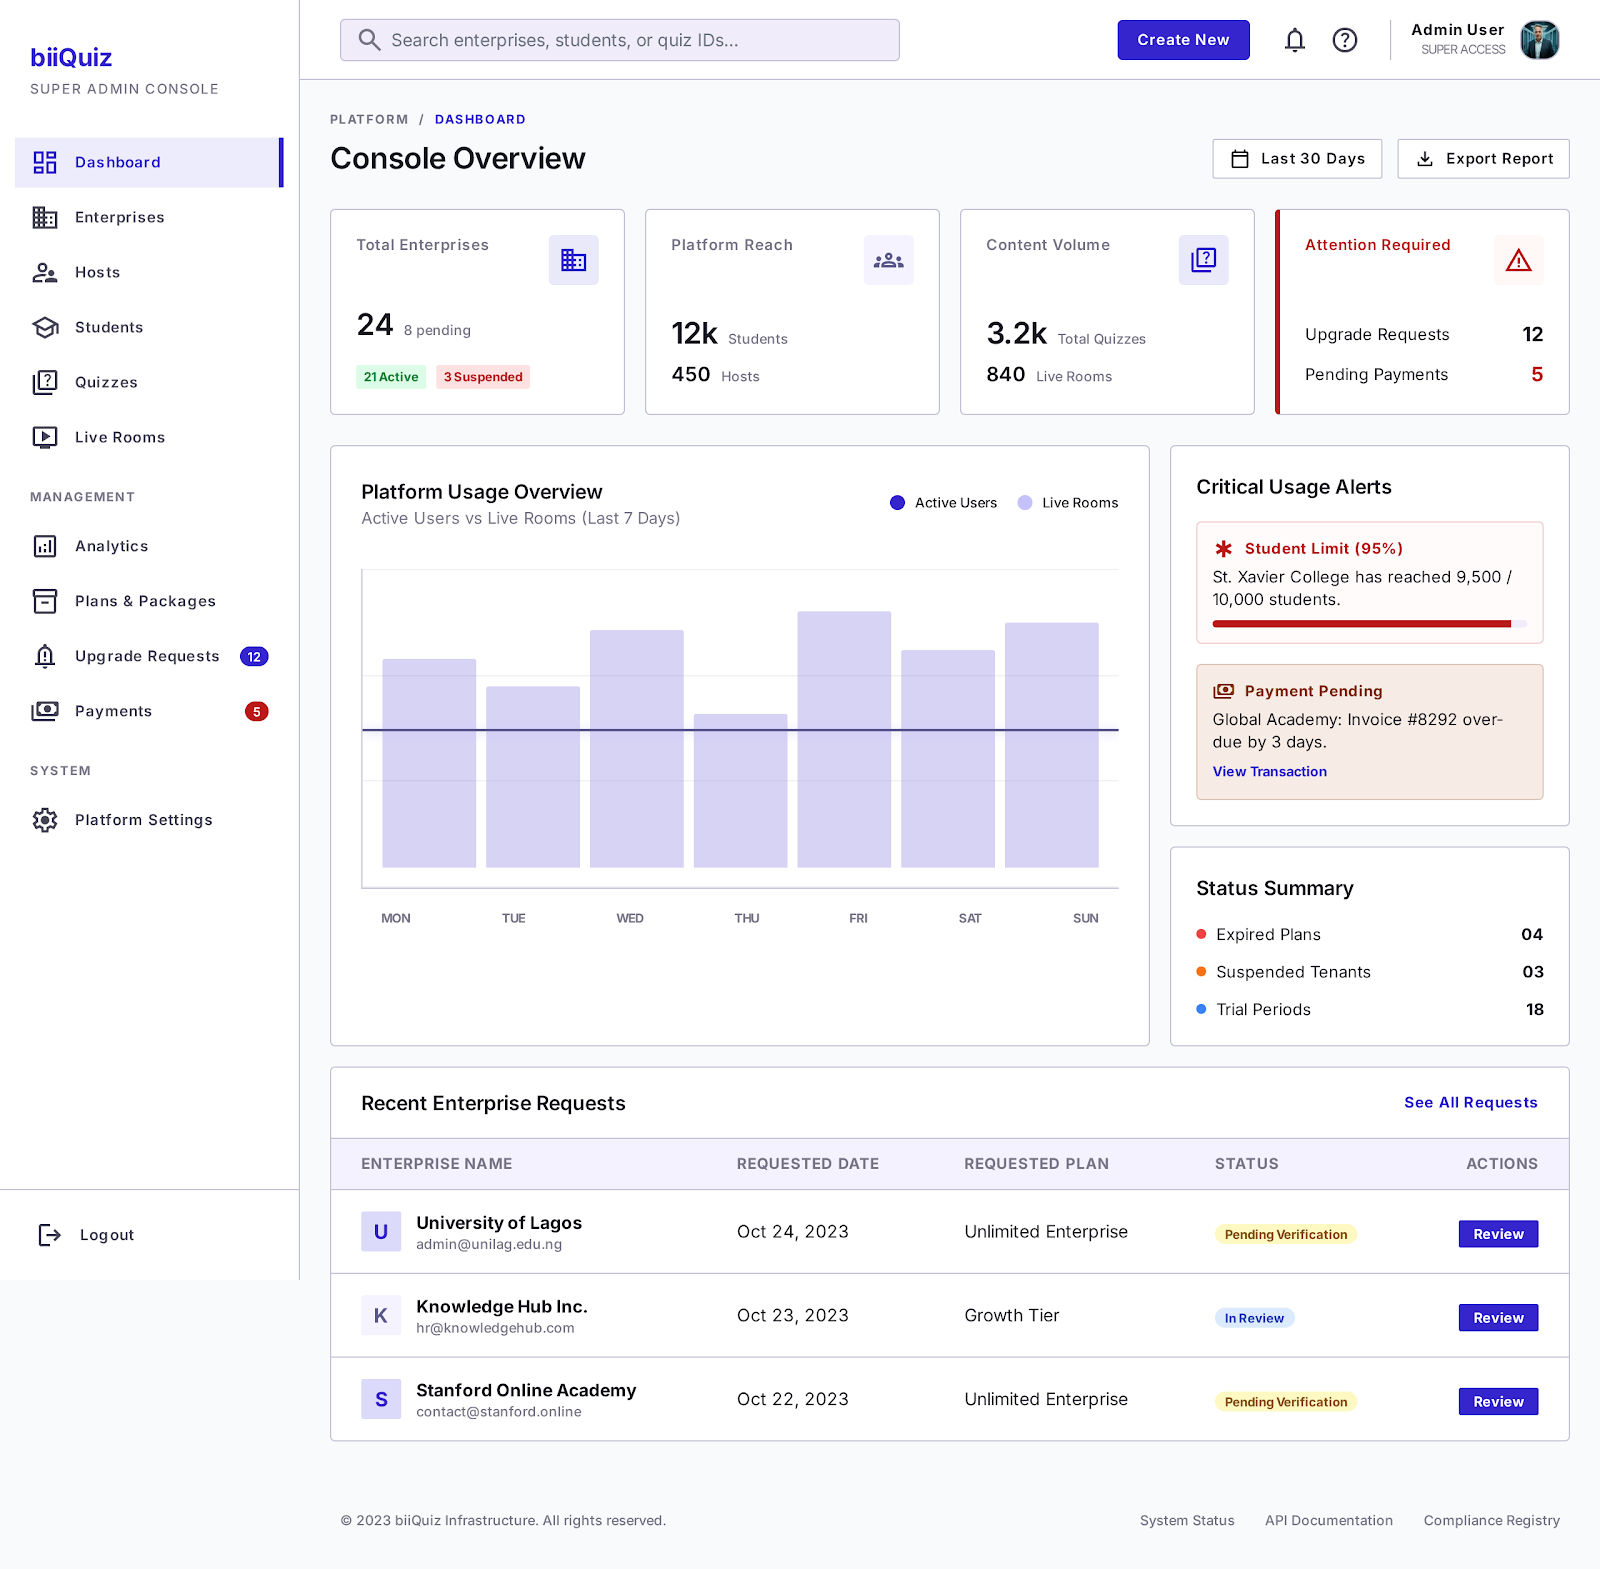 biiQuiz
SUPER ADMIN CONSOLE
Dashboard
Enterprises
Hosts
Students
Quizzes
Live Rooms
MANAGEMENT
Analytics
Plans & Packages
Upgrade Requests 12
Payments 5
SYSTEM
Platform Settings
Logout
Search enterprises, students, or quiz IDs...
Create New
Admin User
SUPER ACCESS
PLATFORM / DASHBOARD
Console Overview
Last 30 Days
Export Report
Total Enterprises
24 8 pending
21 Active 3 Suspended
Platform Reach
12k Students
450 Hosts
Content Volume
3.2k Total Quizzes
840 Live Rooms
Attention Required
Upgrade Requests 12
Pending Payments 5
Platform Usage Overview
Active Users vs Live Rooms (Last 7 Days)
Active Users Live Rooms
MON TUE WED THU FRI SAT SUN
Critical Usage Alerts
Student Limit (95%)
St. Xavier College has reached 9,500 /
10,000 students.
Payment Pending
Global Academy: Invoice #8292 over-
due by 3 days.
View Transaction
Status Summary
Expired Plans 04
Suspended Tenants 03
Trial Periods 18
Recent Enterprise Requests
See All Requests
ENTERPRISE NAME REQUESTED DATE REQUESTED PLAN STATUS ACTIONS
U University of Lagos Oct 24, 2023 Unlimited Enterprise Pending Verification Review
admin@unilag.edu.ng
K Knowledge Hub Inc. Oct 23, 2023 Growth Tier In Review Review
hr@knowledgehub.com
S Stanford Online Academy Oct 22, 2023 Unlimited Enterprise Pending Verification Review
contact@stanford.online
© 2023 biiQuiz Infrastructure. All rights reserved.
System Status API Documentation Compliance Registry